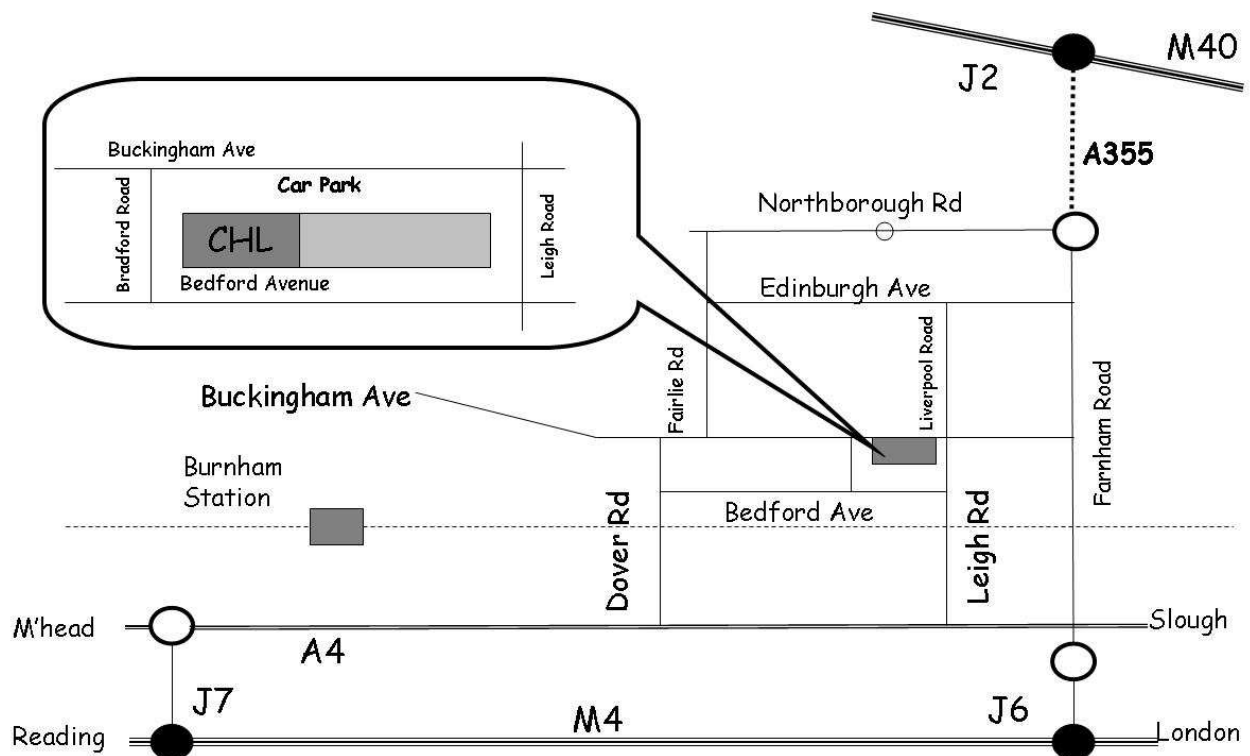 M40
J2
A355
Buckingham Ave
Car Park
Bradford Road
CHL
Leigh Road
Bedford Avenue
Northborough Rd
Edinburgh Ave
Fairlie Rd
Liverpool Road
Farnham Road
Buckingham Ave
Burnham
Station
Bedford Ave
Dover Rd
Leigh Rd
M'head
Slough
A4
J7
J6
Reading
M4
London